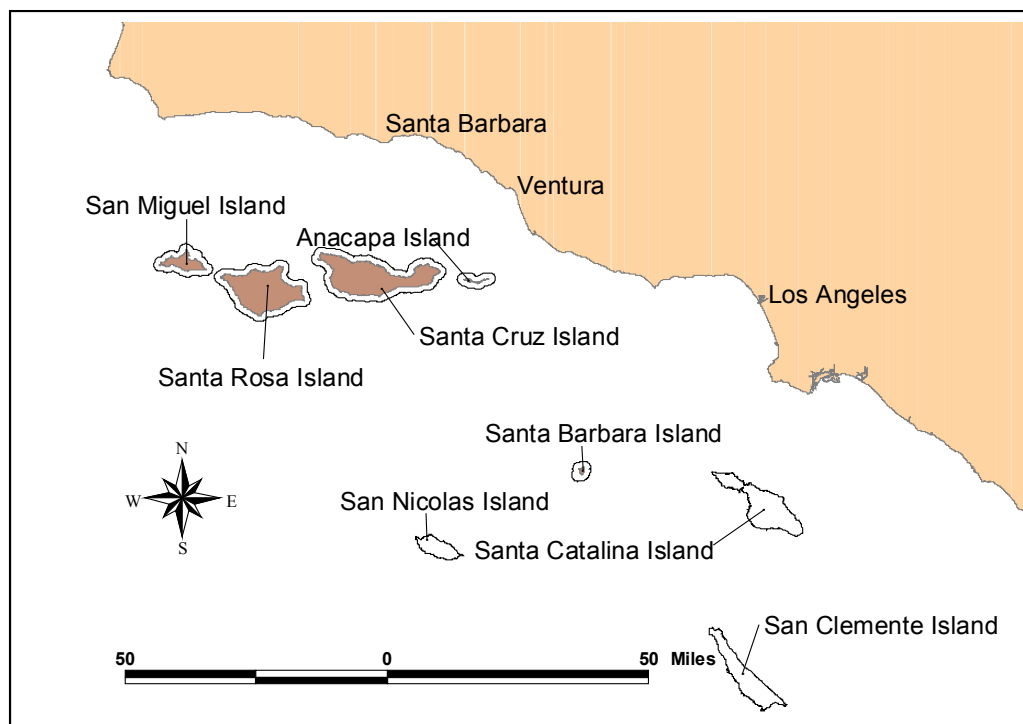 Santa Barbara
Ventura
San Miguel Island
Anacapa Island
Los Angeles
Santa Cruz Island
Santa Rosa Island
Santa Barbara Island
N
W E
S
San Nicolas Island
Santa Catalina Island
San Clemente Island
50 0 50 Miles